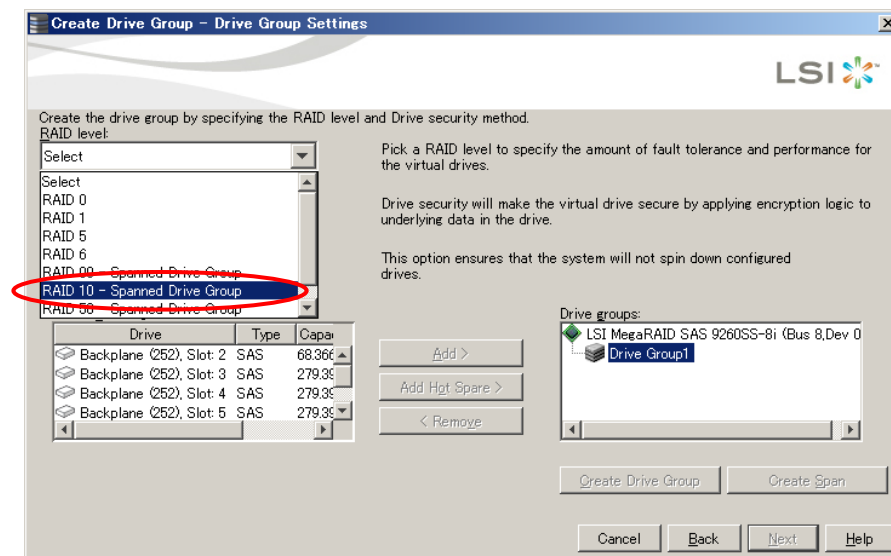 Create Drive Group - Drive Group Settings
LSI
Create the drive group by specifying the RAID level and Drive security method.
RAID level:
Select
Select
RAID 0
RAID 1
RAID 5
RAID 6
RAID 00 - Spanned Drive Group
RAID 10 - Spanned Drive Group
RAID 50 - Spanned Drive Group
Pick a RAID level to specify the amount of fault tolerance and performance for
the virtual drives.
Drive security will make the virtual drive secure by applying encryption logic to
underlying data in the drive.
This option ensures that the system will not spin down configured
drives.
Drive Type Capa
Backplane (252), Slot: 2 SAS 68.366
Backplane (252), Slot: 3 SAS 279.39
Backplane (252), Slot: 4 SAS 279.39
Backplane (252), Slot: 5 SAS 279.39
Add >
Add Hot Spare >
< Remove
Drive groups:
LSI MegaRAID SAS 9260SS-8i (Bus 8,Dev 0
Drive Group1
Create Drive Group
Create Span
Cancel
Back
Next
Help